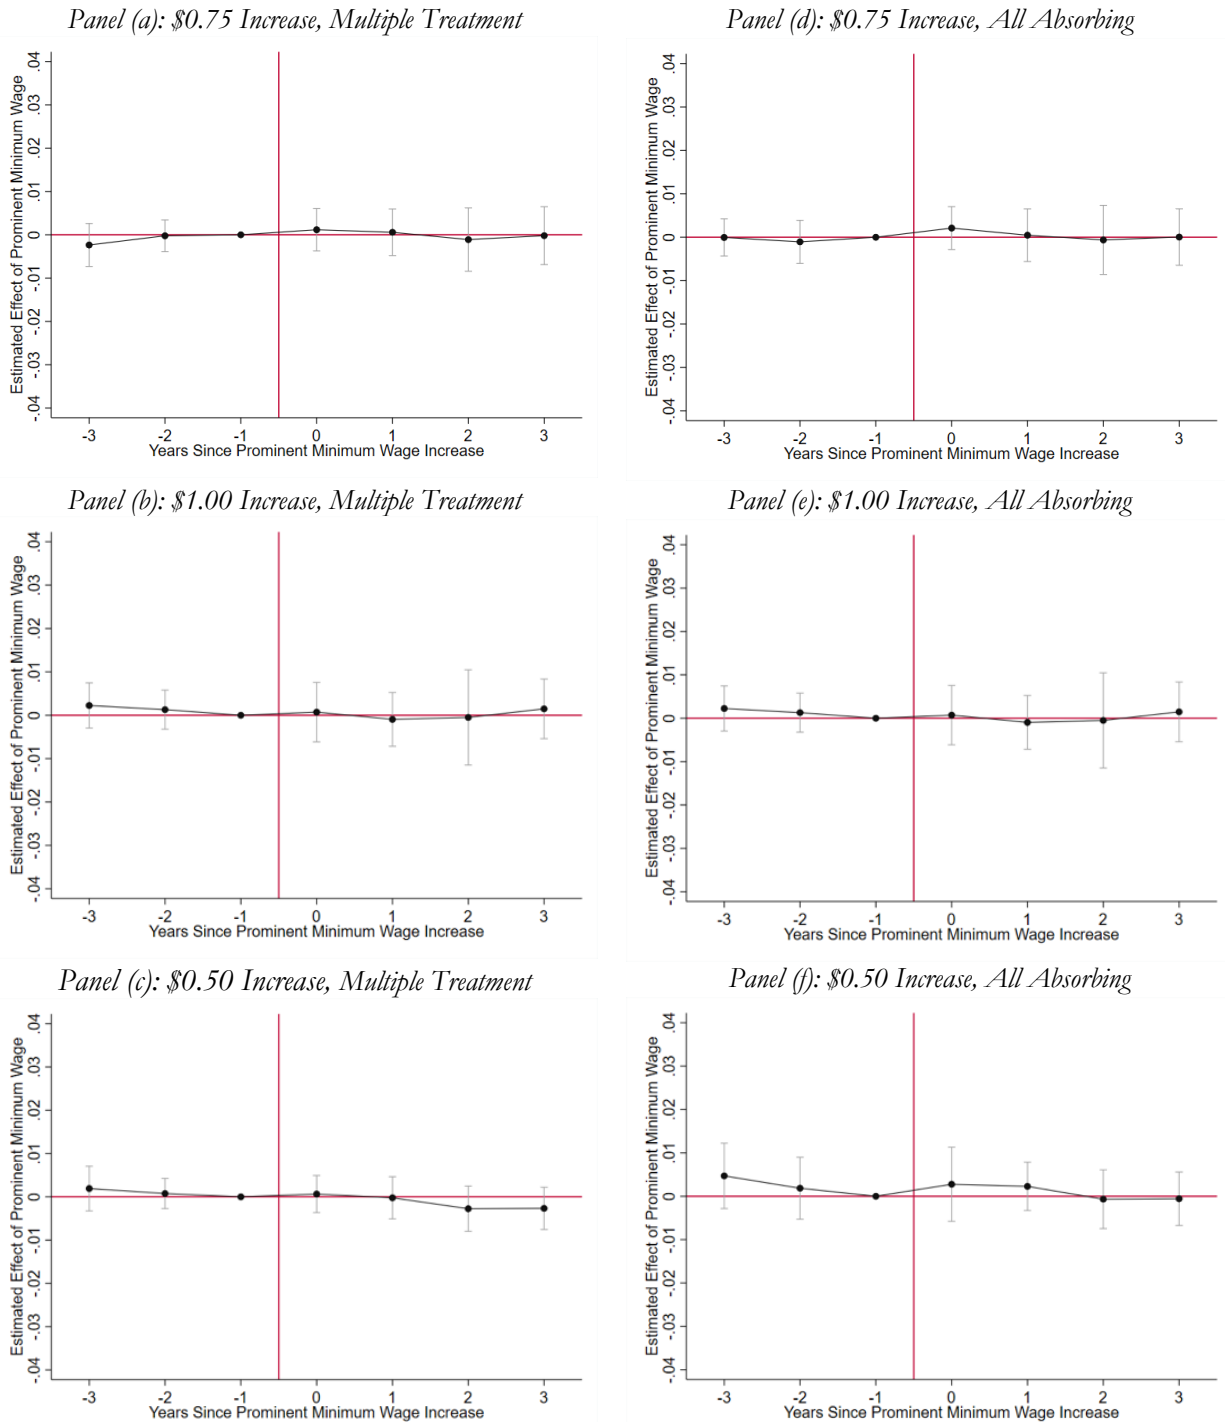 Panel (a): $0.75 Increase, Multiple Treatment
Estimated Effect of Prominent Minimum Wage
.04
.03
.02
.01
0
-.01
-.02
-.03
-.04
-3 -2 -1 0 1 2 3
Years Since Prominent Minimum Wage Increase
Panel (d): $0.75 Increase, All Absorbing
Estimated Effect of Prominent Minimum Wage
.04
.03
.02
.01
0
-.01
-.02
-.03
-.04
-3 -2 -1 0 1 2 3
Years Since Prominent Minimum Wage Increase
Panel (b): $1.00 Increase, Multiple Treatment
Estimated Effect of Prominent Minimum Wage
.04
.03
.02
.01
0
-.01
-.02
-.03
-.04
-3 -2 -1 0 1 2 3
Years Since Prominent Minimum Wage Increase
Panel (e): $1.00 Increase, All Absorbing
Estimated Effect of Prominent Minimum Wage
.04
.03
.02
.01
0
-.01
-.02
-.03
-.04
-3 -2 -1 0 1 2 3
Years Since Prominent Minimum Wage Increase
Panel (c): $0.50 Increase, Multiple Treatment
Estimated Effect of Prominent Minimum Wage
.04
.03
.02
.01
0
-.01
-.02
-.03
-.04
-3 -2 -1 0 1 2 3
Years Since Prominent Minimum Wage Increase
Panel (f): $0.50 Increase, All Absorbing
Estimated Effect of Prominent Minimum Wage
.04
.03
.02
.01
0
-.01
-.02
-.03
-.04
-3 -2 -1 0 1 2 3
Years Since Prominent Minimum Wage Increase